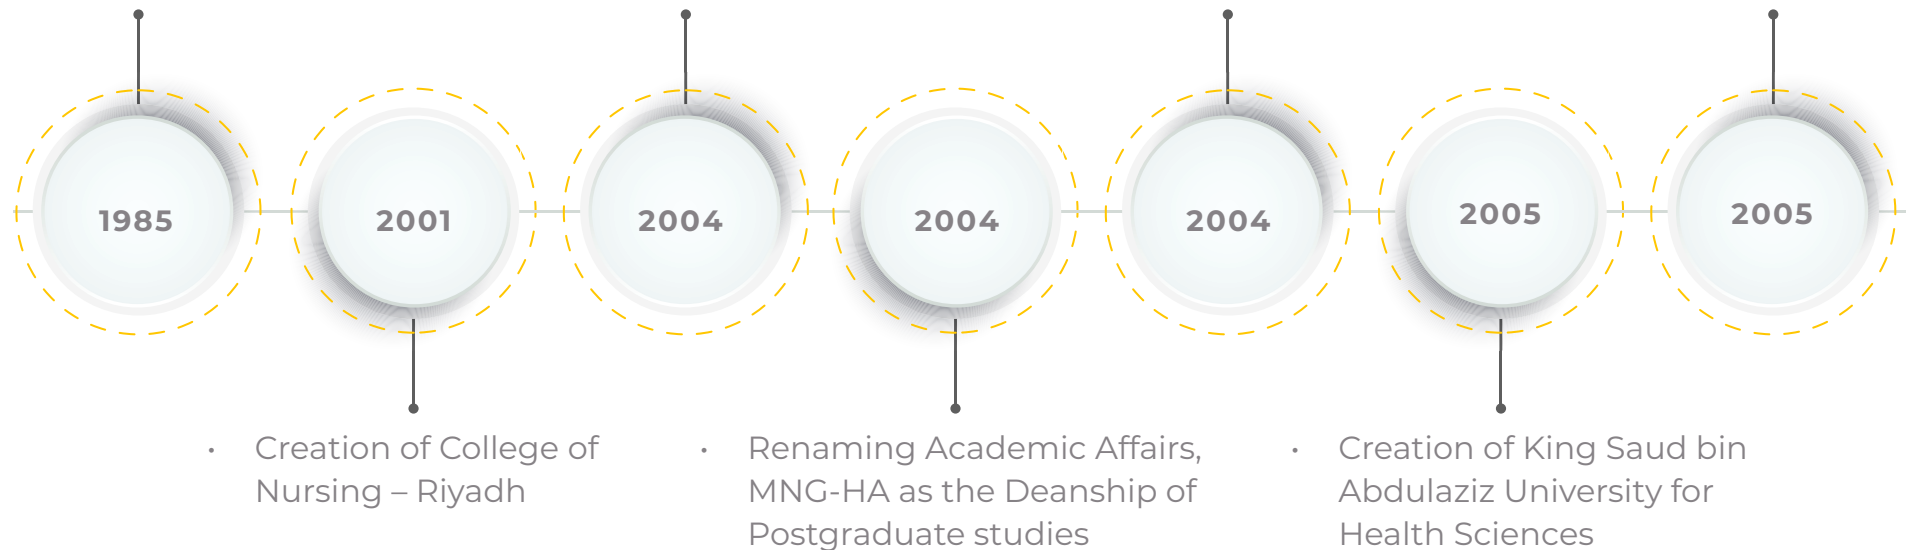 1985
2001
2004
2004
2004
2005
2005
• Creation of College of
Nursing – Riyadh
• Renaming Academic Affairs,
MNG-HA as the Deanship of
Postgraduate studies
• Creation of King Saud bin
Abdulaziz University for
Health Sciences